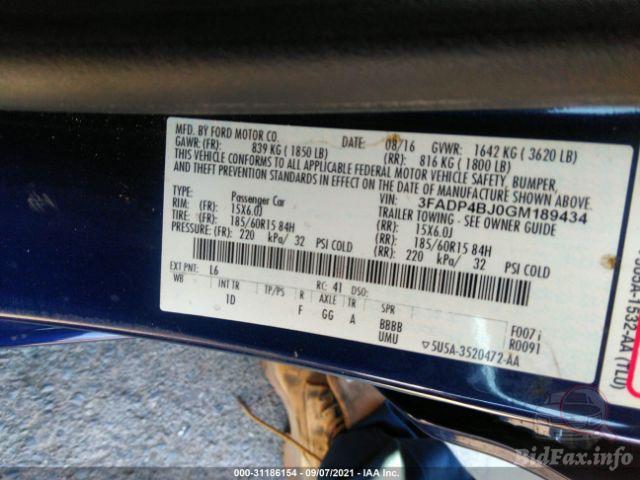 MFD. BY FORD MOTOR CO.
DATE: 08/16 GVWR: 1642 KG ( 3620 LB)
GAWR:(FR): 839 KG ( 1850 LB) (RR): 816 KG ( 1800 LB)
THIS VEHICLE CONFORMS TO ALL APPLICABLE FEDERAL MOTOR VEHICLE SAFETY, BUMPER,
AND THEFT PREVENTION STANDARDS IN EFFECT ON THE DATE OF MANUFACTURE SHOWN ABOVE.
VIN: 3FADP4BJ0GM189434
TYPE: Passenger Car TRAILER TOWING - SEE OWNER GUIDE
RIM: 15X6.0J (RR): 15X6.0J
TIRE: 185/60R15 84H (RR): 185/60R15 84H
PRESSURE: (FR): 220 kPa/ 32 PSI COLD (RR): 220 kPa/ 32 PSI COLD
EXT PNT: L6 RC: 41 DSO:
WB INT TR TP/PS R AXLE TR SPR
1D F GG A BBBB F007 i
UMU R0091
5U5A-3520472-AA
A1532-AA (TLU)
BidFax.info
000-31186154 - 09/07/2021 - IAA Inc.